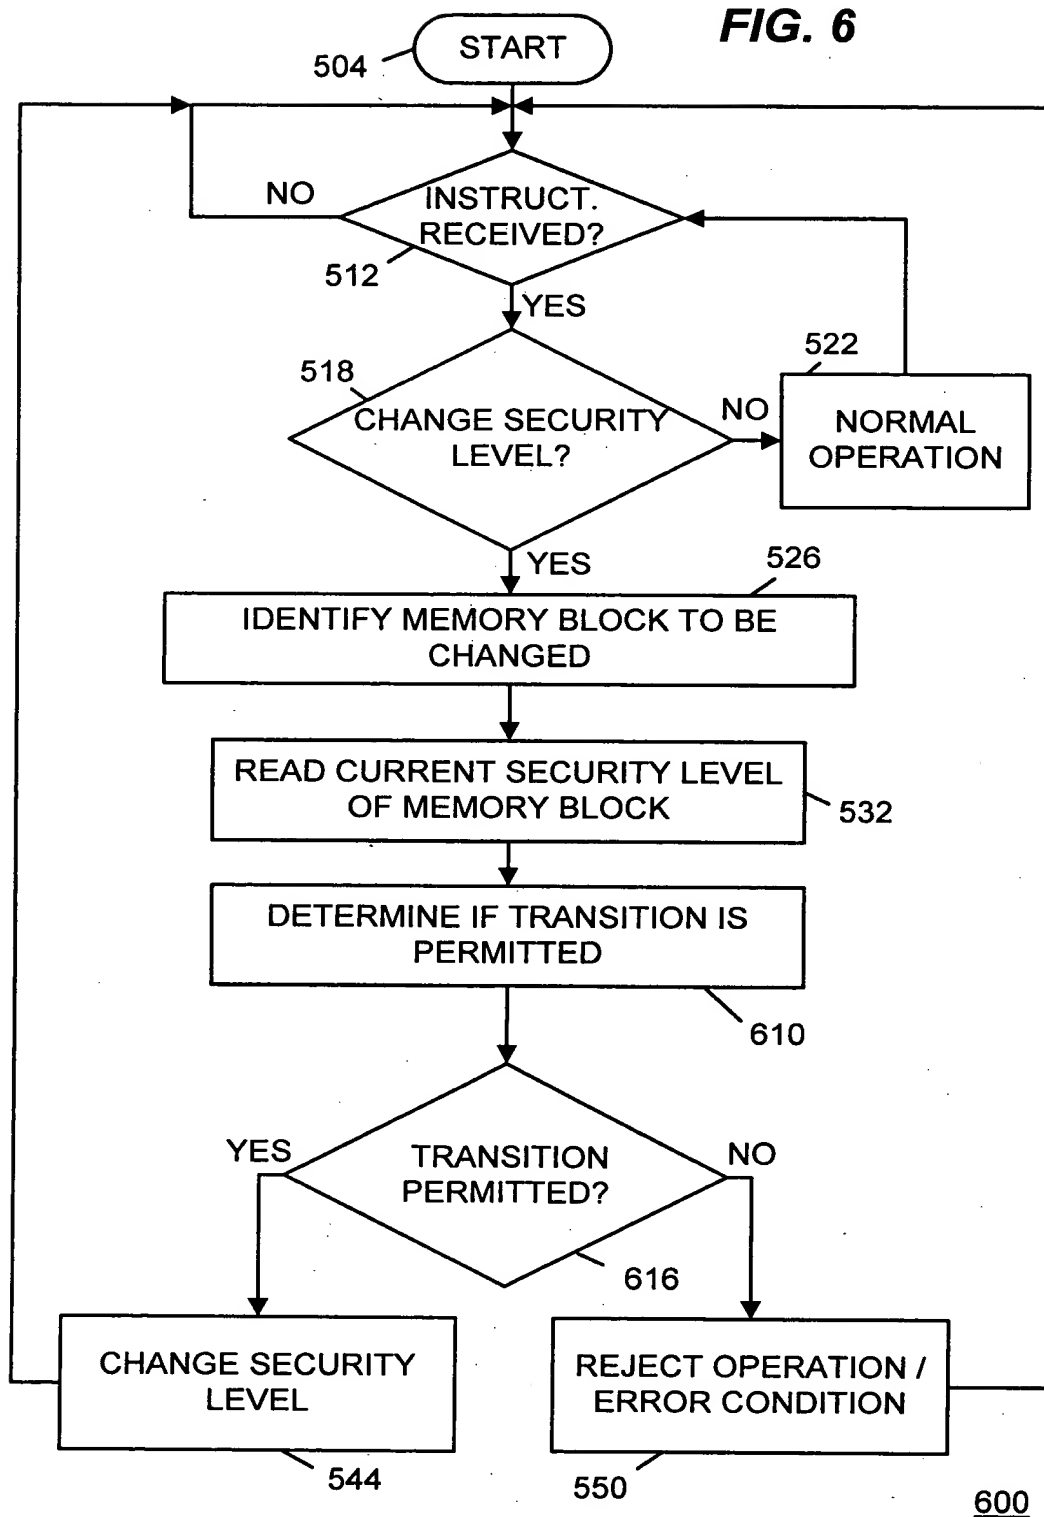 FIG. 6
START
504
NO
INSTRUCT.
RECEIVED?
512
YES
518
CHANGE SECURITY
LEVEL?
NO
522
NORMAL
OPERATION
YES
526
IDENTIFY MEMORY BLOCK TO BE
CHANGED
READ CURRENT SECURITY LEVEL
OF MEMORY BLOCK
532
DETERMINE IF TRANSITION IS
PERMITTED
610
YES
TRANSITION
PERMITTED?
NO
616
CHANGE SECURITY
LEVEL
544
REJECT OPERATION /
ERROR CONDITION
550
600